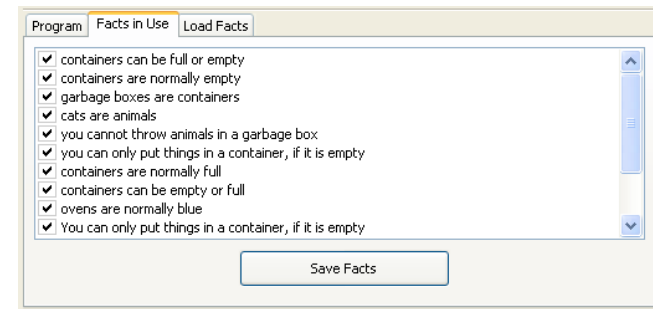 Program Facts in Use Load Facts
containers can be full or empty
containers are normally empty
garbage boxes are containers
cats are animals
you cannot throw animals in a garbage box
you can only put things in a container, if it is empty
containers are normally full
containers can be empty or full
ovens are normally blue
You can only put things in a container, if it is empty
Save Facts